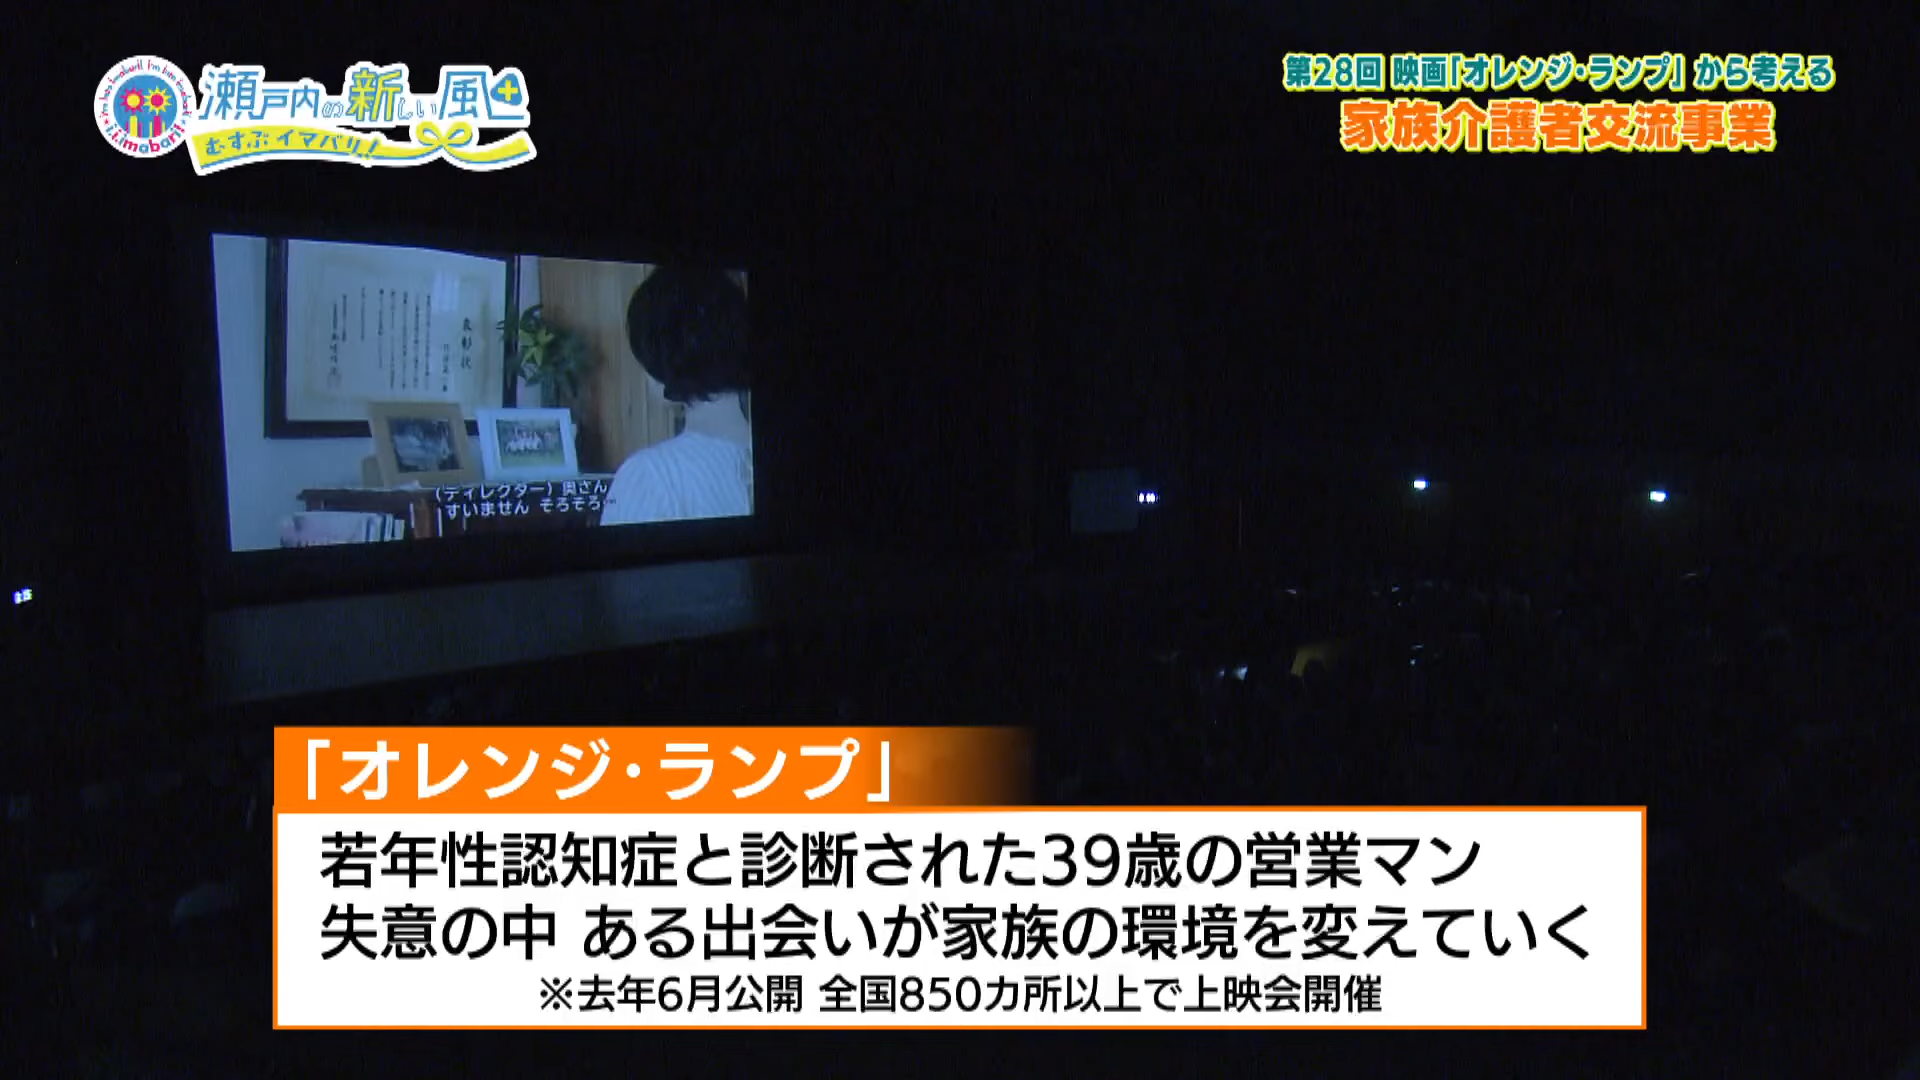 i.i.imabari!
瀬戸内の新しい風+
むすぶイマバリ!
第28回 映画「オレンジ・ランプ」から考える
家族介護者交流事業
表彰状
(ディレクター) 奥さん
すいません そろそろ…
「オレンジ・ランプ」
若年性認知症と診断された39歳の営業マン
失意の中 ある出会いが家族の環境を変えていく
※去年6月公開 全国850カ所以上で上映会開催